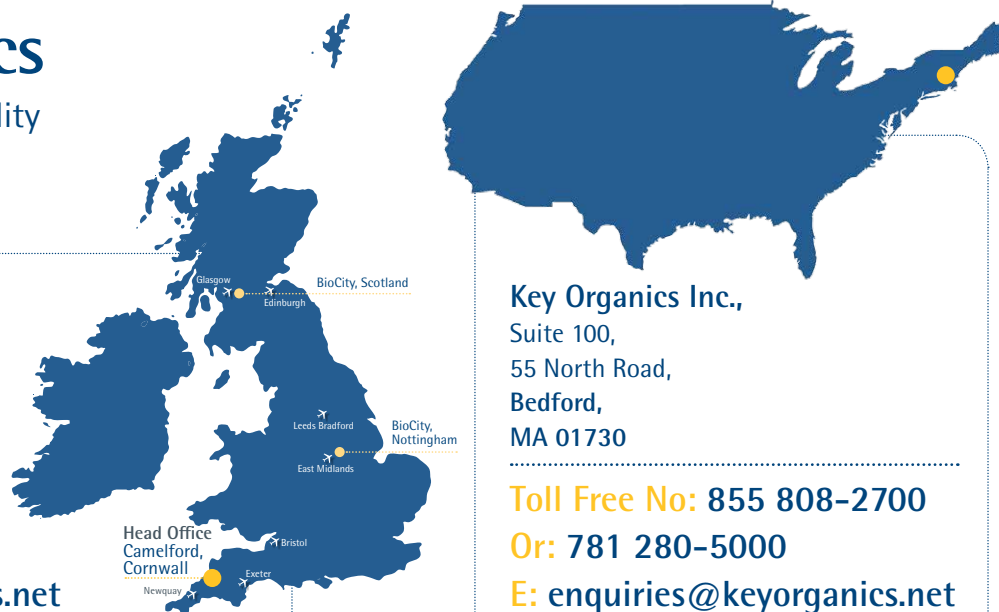 cs
lity
Glasgow
Edinburgh
BioCity, Scotland
Leeds Bradford
BioCity,
Nottingham
East Midlands
Head Office
Camelford,
Cornwall
Bristol
Exeter
Newquay
s.net
Key Organics Inc.,
Suite 100,
55 North Road,
Bedford,
MA 01730
Toll Free No: 855 808-2700
Or: 781 280-5000
E: enquiries@keyorganics.net